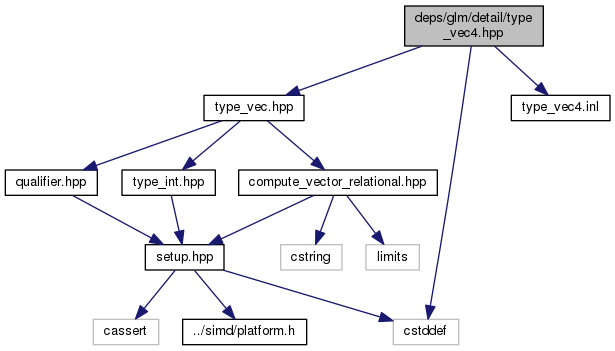 deps/glm/detail/type
_vec4.hpp
type_vec.hpp
type_vec4.inl
qualifier.hpp
type_int.hpp
compute_vector_relational.hpp
setup.hpp
cstring
limits
cassert
../simd/platform.h
cstddef